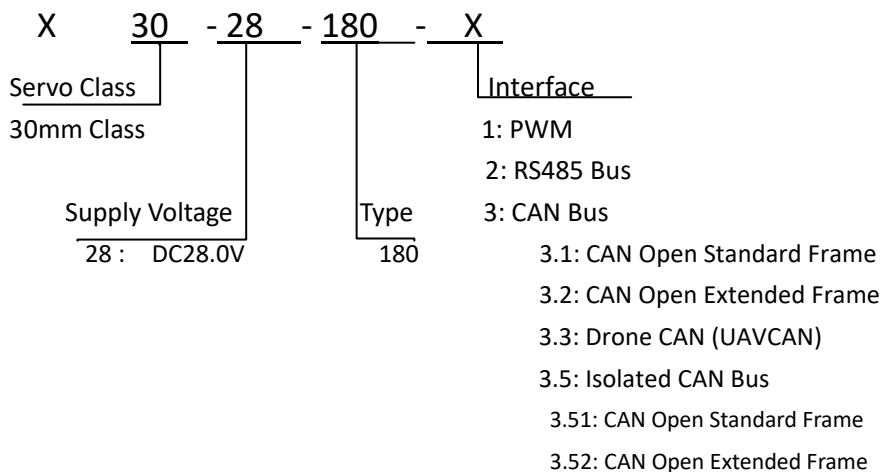 X 30 - 28 - 180 - X
Servo Class
30mm Class
Supply Voltage
28 : DC28.0V
Type
180
Interface
1: PWM
2: RS485 Bus
3: CAN Bus
3.1: CAN Open Standard Frame
3.2: CAN Open Extended Frame
3.3: Drone CAN (UAVCAN)
3.5: Isolated CAN Bus
3.51: CAN Open Standard Frame
3.52: CAN Open Extended Frame